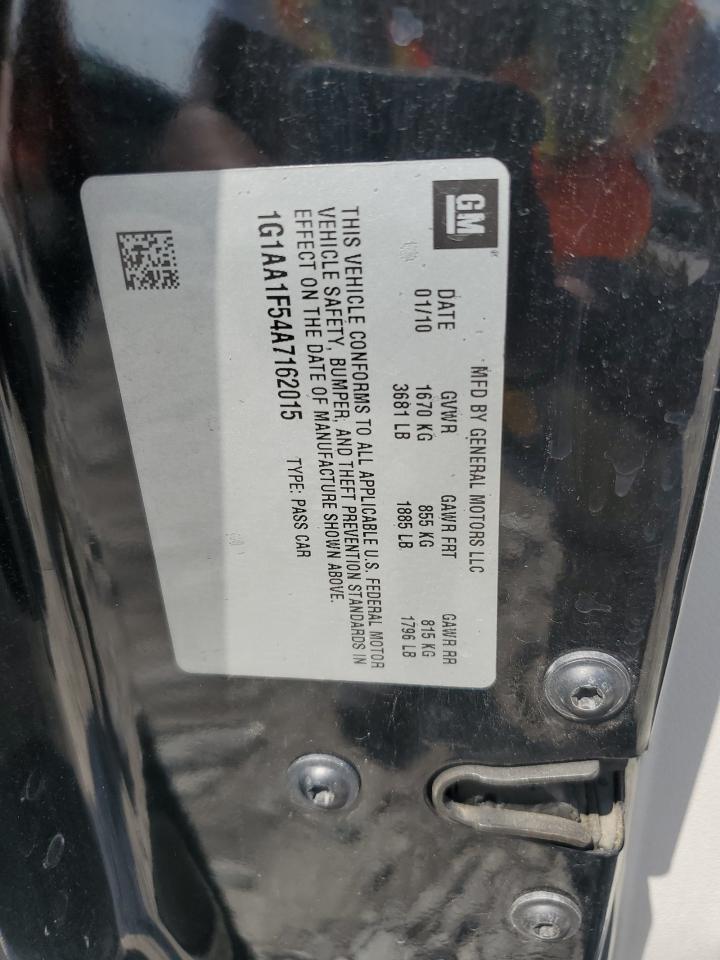 GM
MFD BY GENERAL MOTORS LLC
DATE GVWR GAWR FRT GAWR RR
01/10 1670 KG 855 KG 815 KG
3681 LB 1885 LB 1796 LB
THIS VEHICLE CONFORMS TO ALL APPLICABLE U.S. FEDERAL MOTOR
VEHICLE SAFETY, BUMPER, AND THEFT PREVENTION STANDARDS IN
EFFECT ON THE DATE OF MANUFACTURE SHOWN ABOVE.
1G1AA1F54A7162015 TYPE: PASS CAR